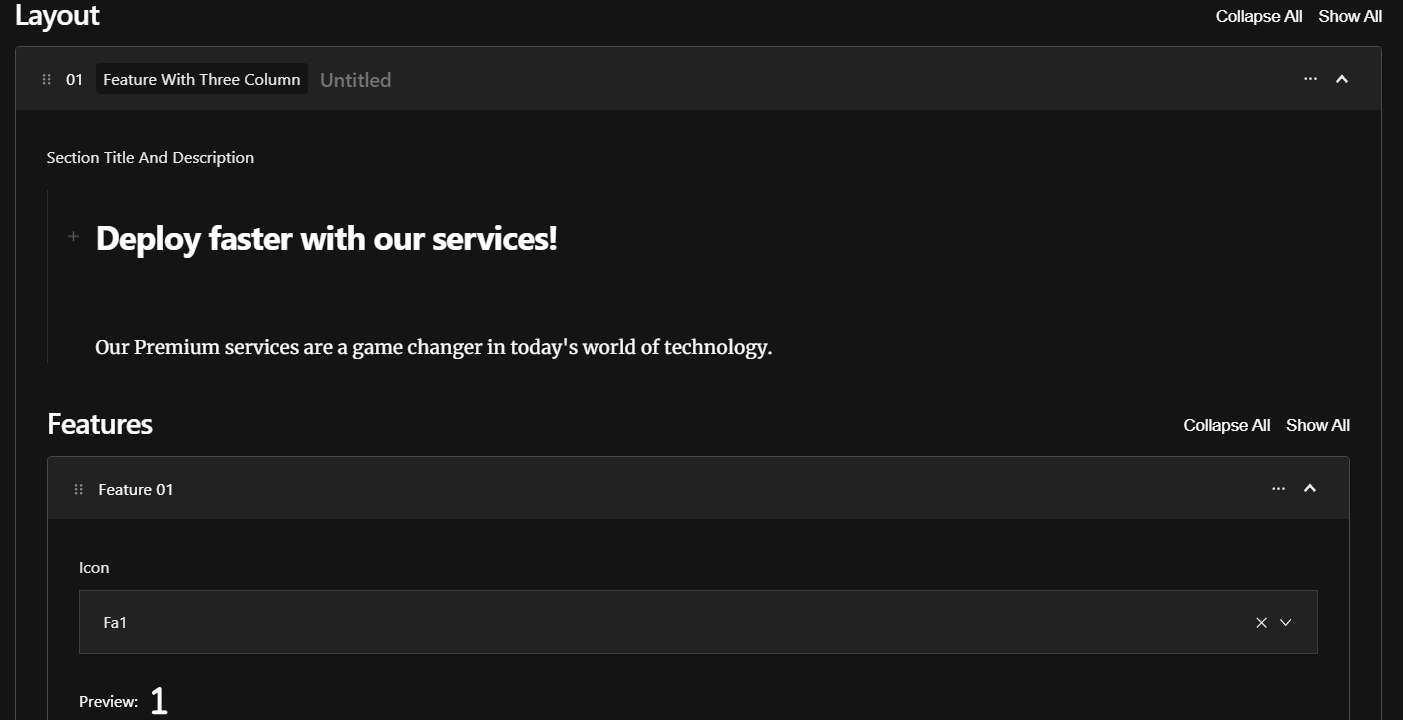 Layout
Collapse All Show All
01 Feature With Three Column Untitled
Section Title And Description
Deploy faster with our services!
Our Premium services are a game changer in today's world of technology.
Features
Collapse All Show All
Feature 01
Icon
Fa1
Preview: 1